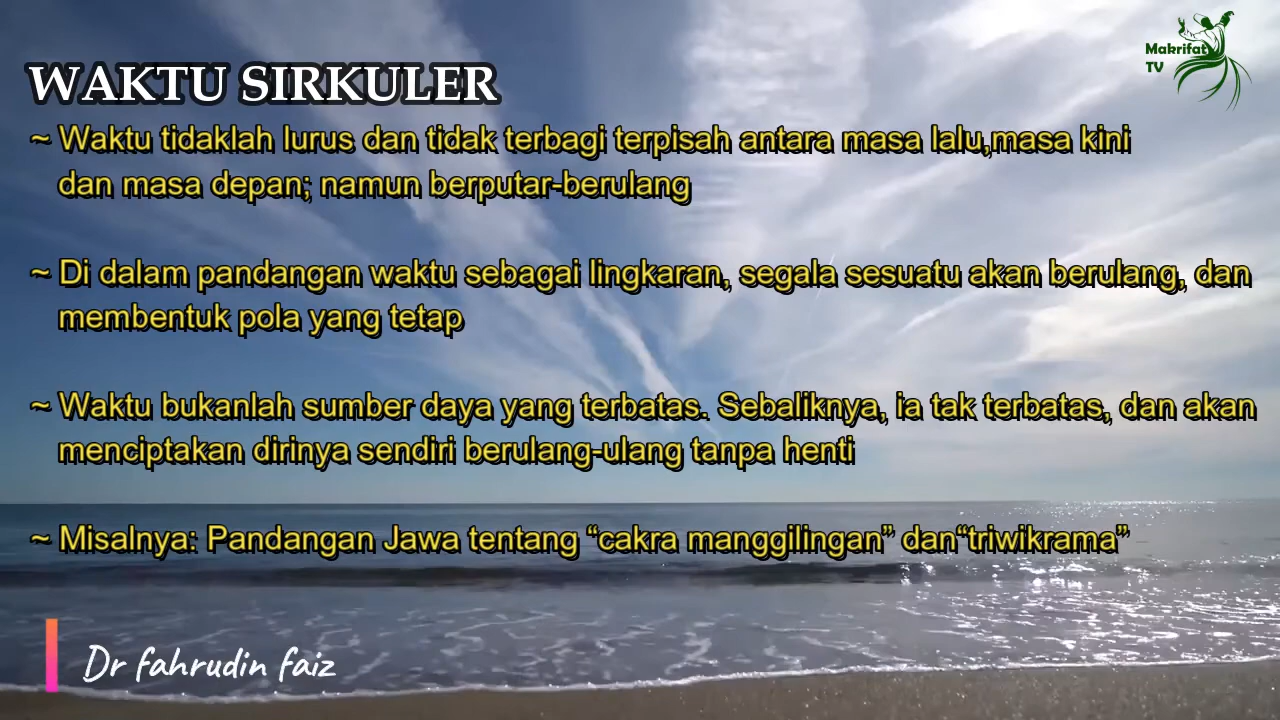 Makrifat
TV
WAKTU SIRKULER
~ Waktu tidaklah lurus dan tidak terbagi terpisah antara masa lalu,masa kini
dan masa depan; namun berputar-berulang
~ Di dalam pandangan waktu sebagai lingkaran, segala sesuatu akan berulang, dan
membentuk pola yang tetap
~ Waktu bukanlah sumber daya yang terbatas. Sebaliknya, ia tak terbatas, dan akan
menciptakan dirinya sendiri berulang-ulang tanpa henti
~ Misalnya: Pandangan Jawa tentang “cakra manggilingan” dan“triwikrama”
Dr fahrudin faiz